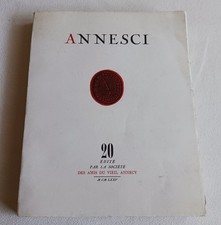 ANNESCI
20
ÉDITÉ
PAR LA SOCIÉTÉ
DES AMIS DU VIEIL ANNECY